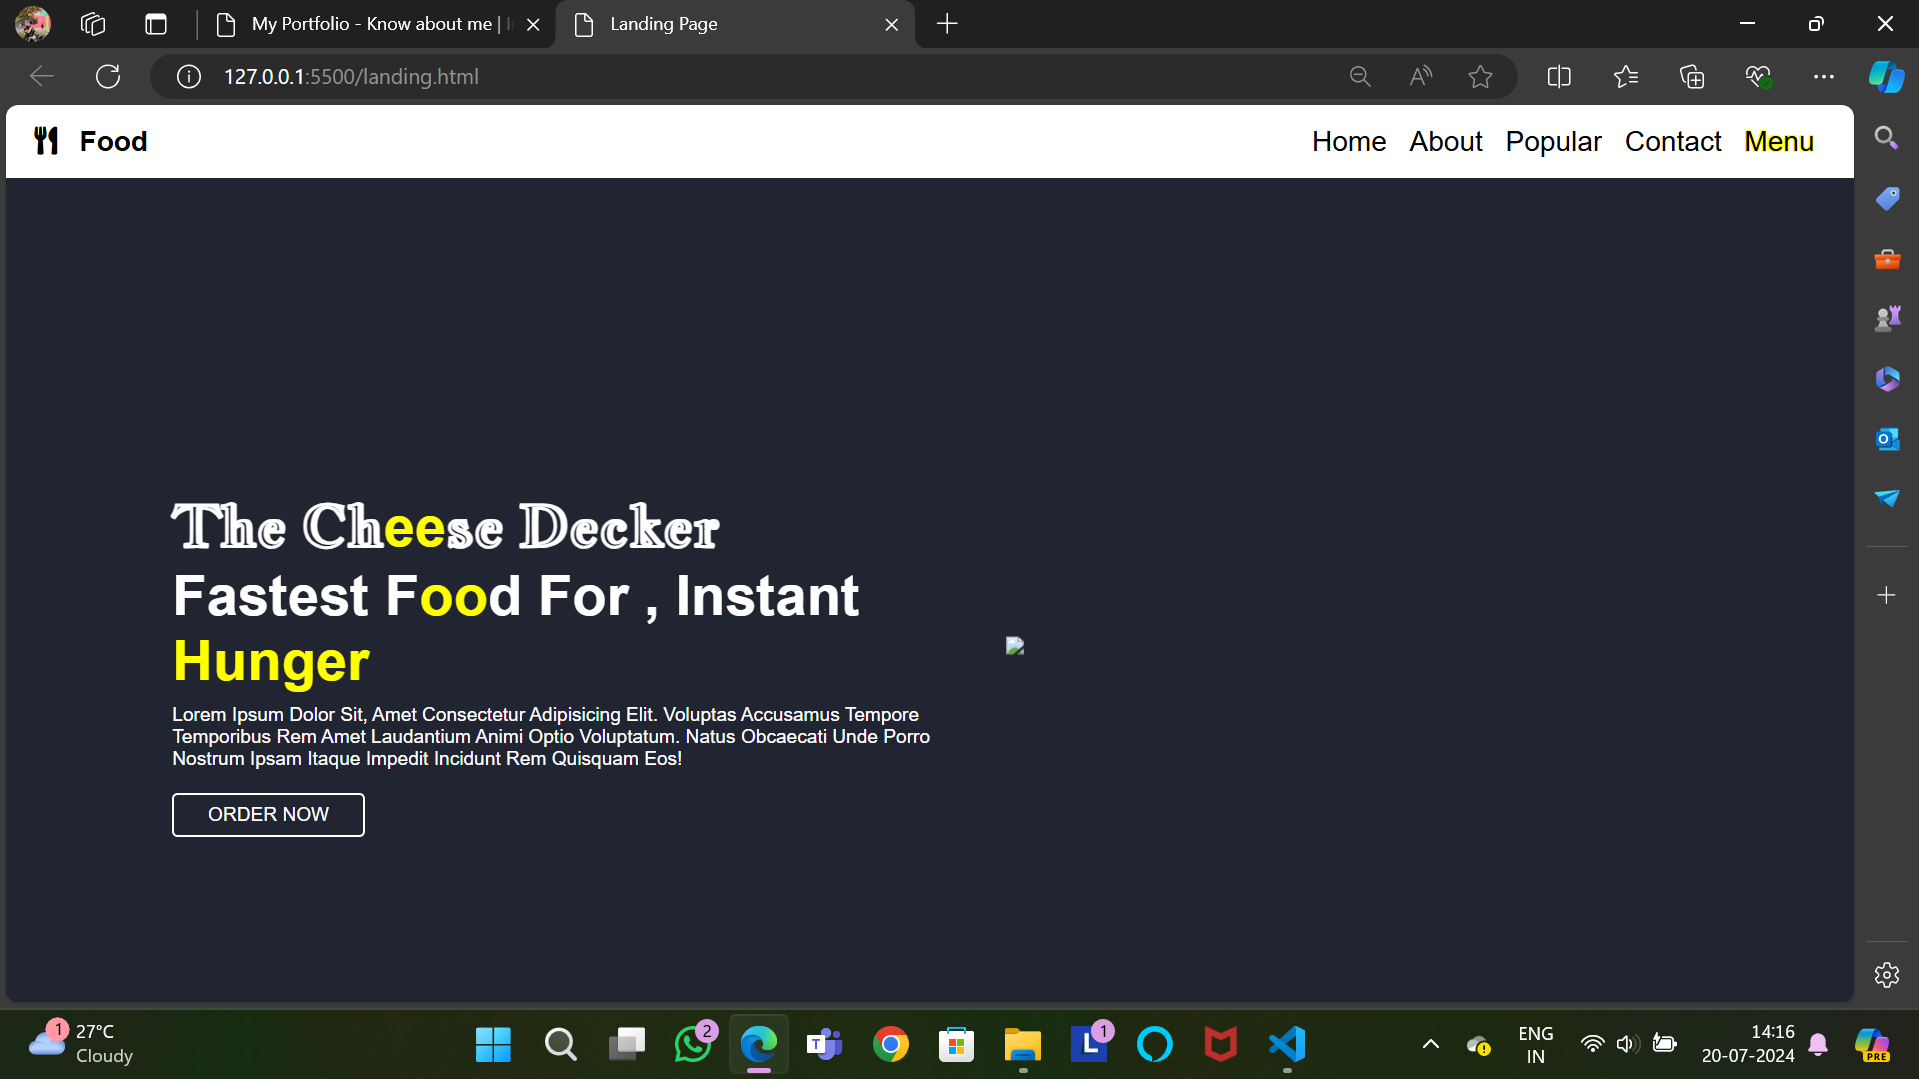 My Portfolio - Know about me |
Landing Page
127.0.0.1:5500/landing.html
Food
Home About Popular Contact Menu
The Cheese Decker
Fastest Food For , Instant
Hunger
Lorem Ipsum Dolor Sit, Amet Consectetur Adipisicing Elit. Voluptas Accusamus Tempore
Temporibus Rem Amet Laudantium Animi Optio Voluptatum. Natus Obcaecati Unde Porro
Nostrum Ipsam Itaque Impedit Incidunt Rem Quisquam Eos!
ORDER NOW
1
27°C
Cloudy
2
T
L
1
ENG
IN
14:16
20-07-2024
PRE